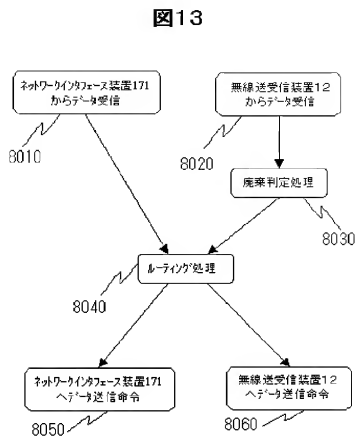 図13
ネットワークインタフェース装置171
からデータ受信
無線送受信装置12
からデータ受信
8010
8020
廃棄判定処理
8030
ルーティング処理
8040
ネットワークインタフェース装置171
へデータ送信命令
無線送受信装置12
へデータ送信命令
8050
8060